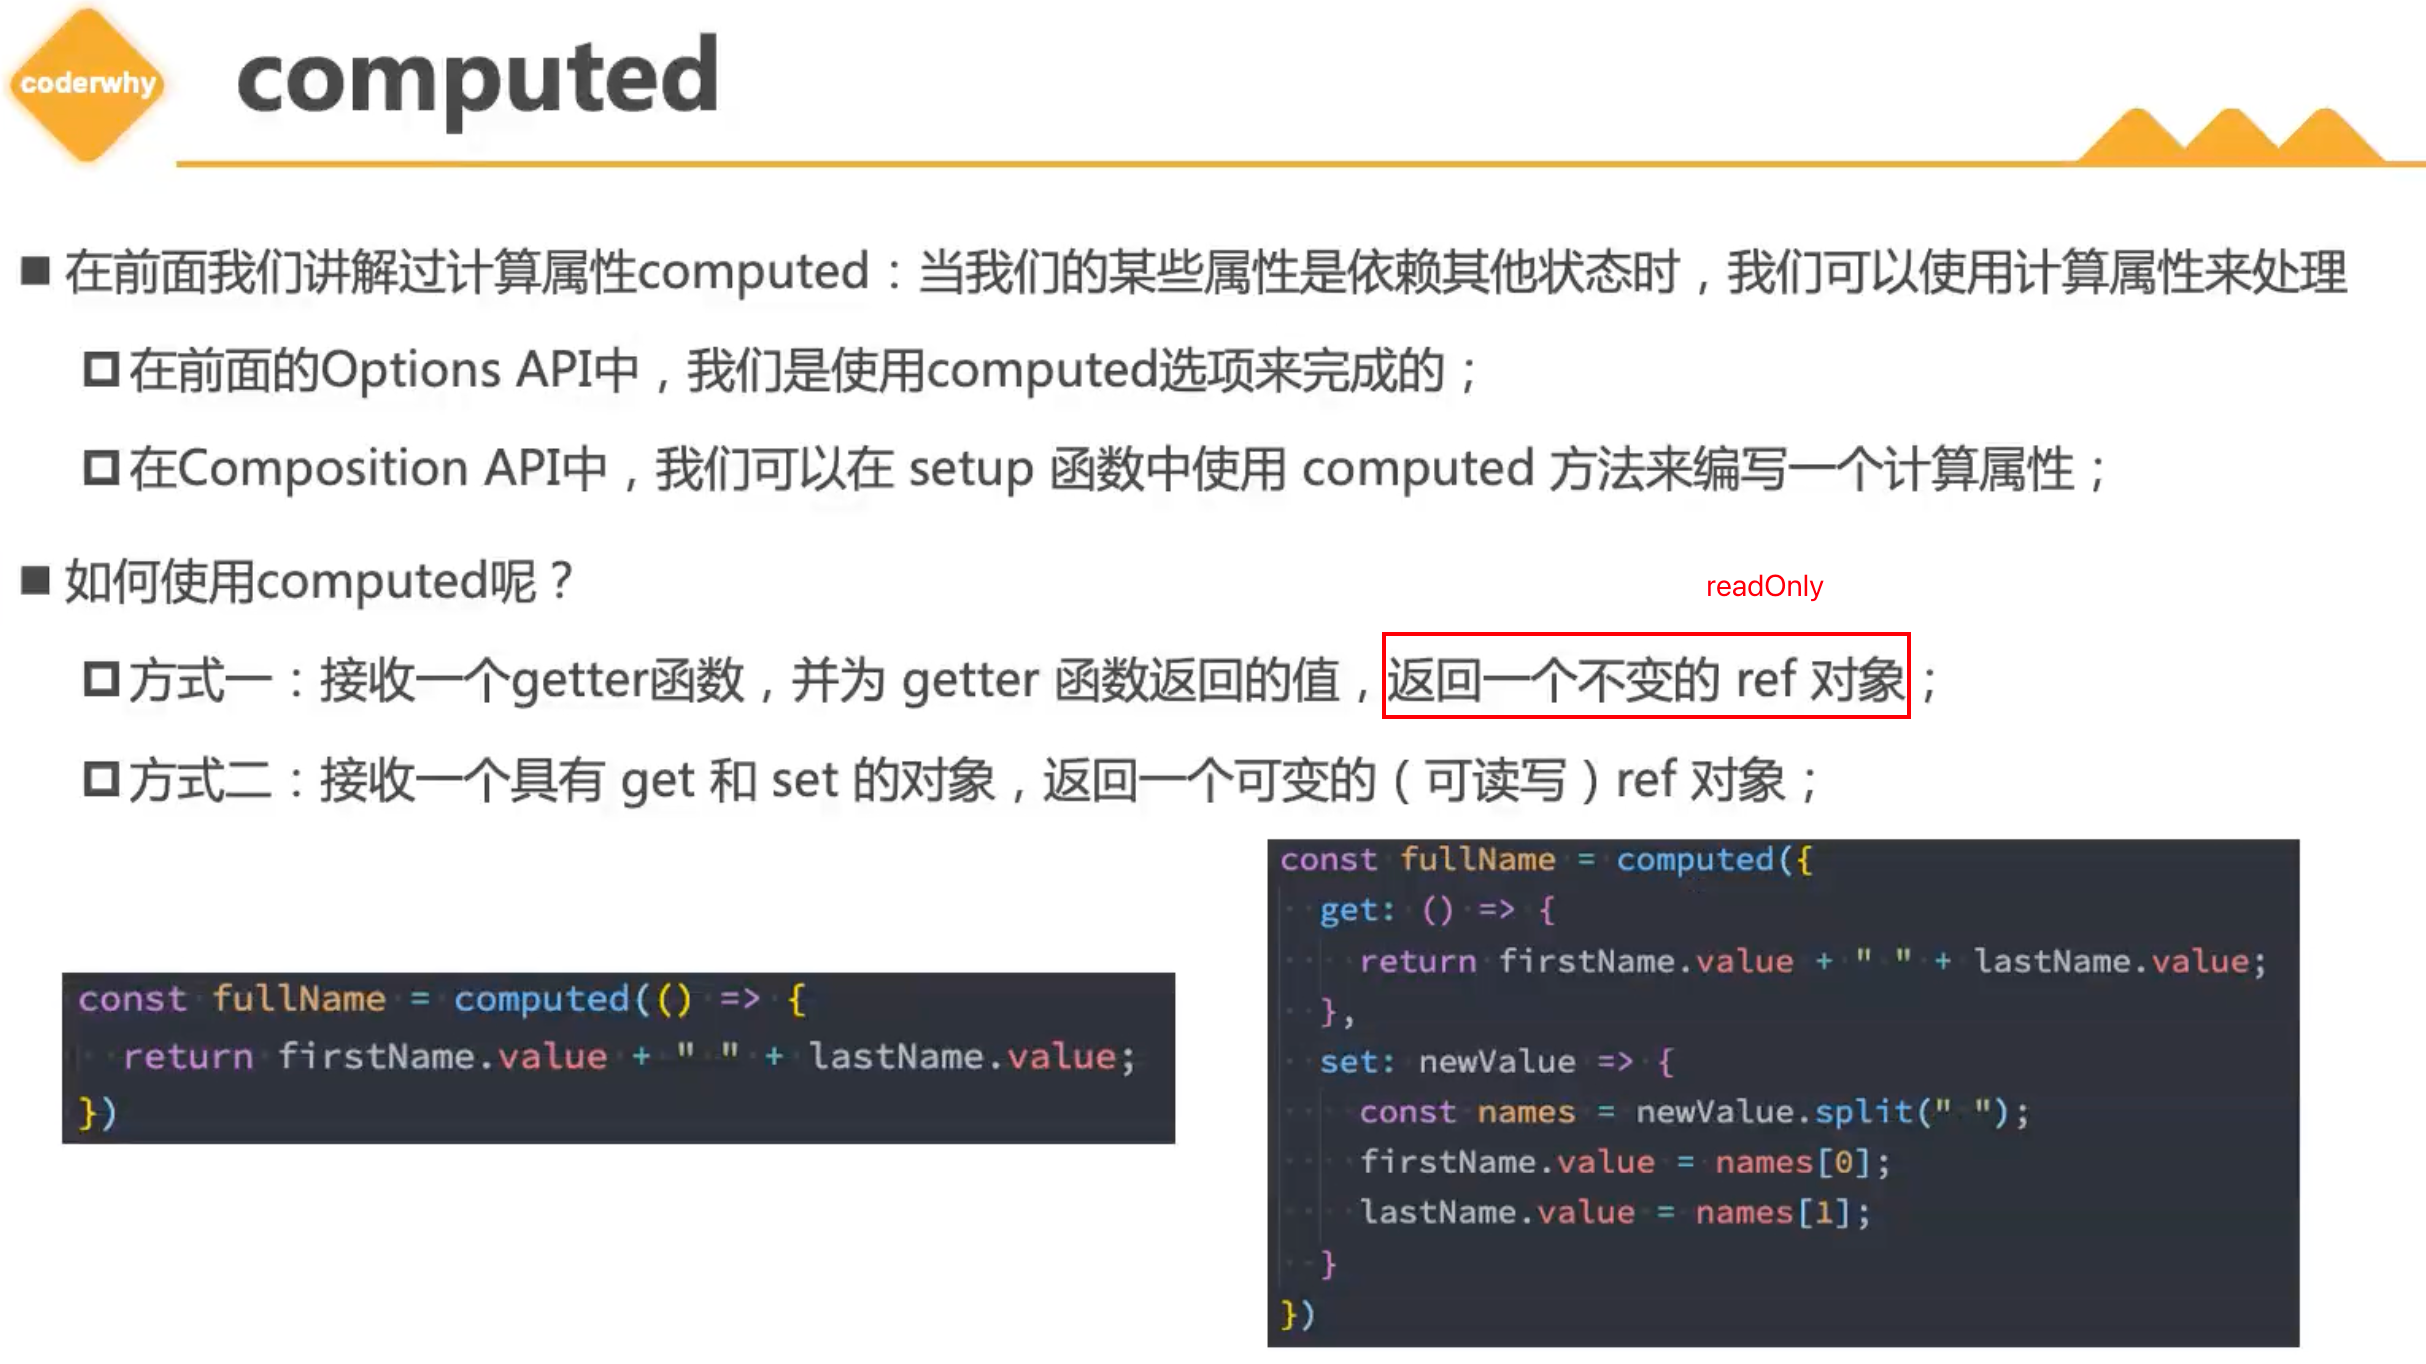 coderwhy
computed
在前面我们讲解过计算属性computed：当我们的某些属性是依赖其他状态时，我们可以使用计算属性来处理
在前面的Options API中，我们是使用computed选项来完成的；
在Composition API中，我们可以在 setup 函数中使用 computed 方法来编写一个计算属性；
如何使用computed呢？
readOnly
方式一：接收一个getter函数，并为 getter 函数返回的值，返回一个不变的 ref 对象；
方式二：接收一个具有 get 和 set 的对象，返回一个可变的（可读写）ref 对象；
const fullName = computed(() => {
return firstName.value + " " + lastName.value;
})
const fullName = computed({
get: () => {
return firstName.value + " " + lastName.value;
},
set: newValue => {
const names = newValue.split(" ");
firstName.value = names[0];
lastName.value = names[1];
}
})